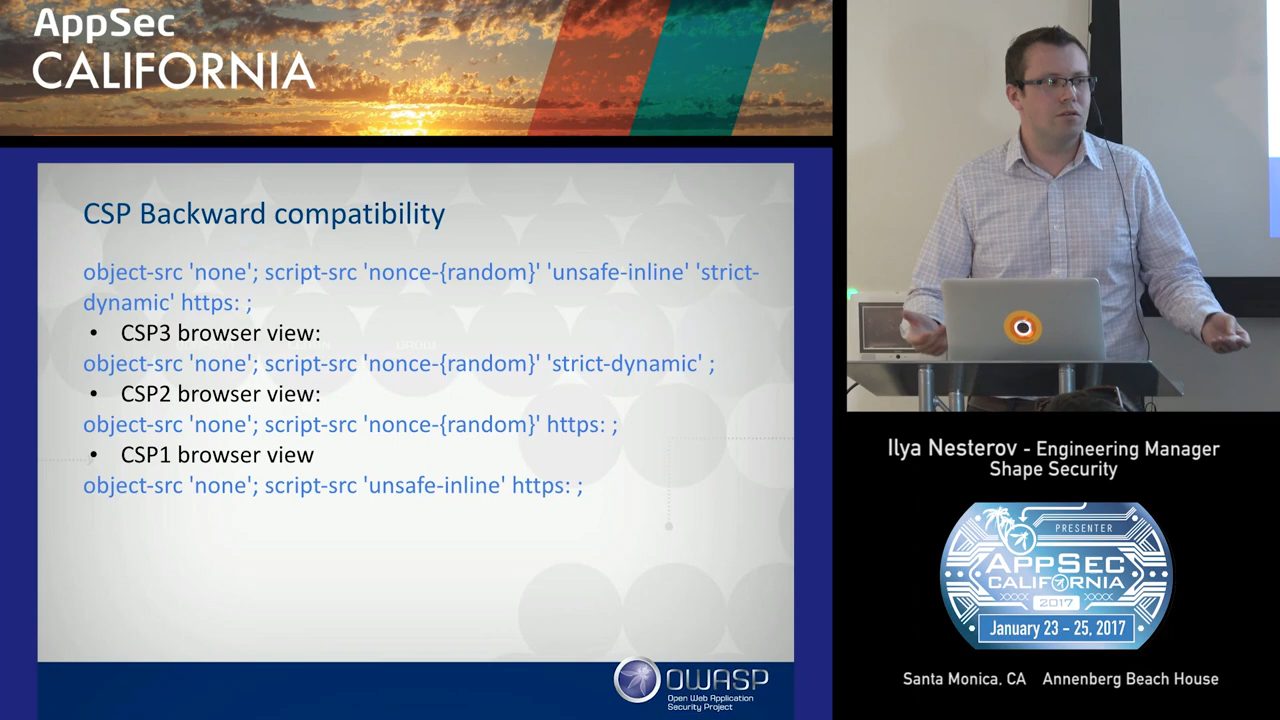 AppSec
CALIFORNIA
CSP Backward compatibility
object-src 'none'; script-src 'nonce-{random}' 'unsafe-inline' 'strict-
dynamic' https: ;
• CSP3 browser view:
object-src 'none'; script-src 'nonce-{random}' 'strict-dynamic' ;
• CSP2 browser view:
object-src 'none'; script-src 'nonce-{random}' https: ;
• CSP1 browser view
object-src 'none'; script-src 'unsafe-inline' https: ;
OWASP
Open Web Application
Security Project
Ilya Nesterov - Engineering Manager
Shape Security
PRESENTER
APPSEC
CALIFORNIA
2017
January 23 - 25, 2017
Santa Monica, CA Annenberg Beach House